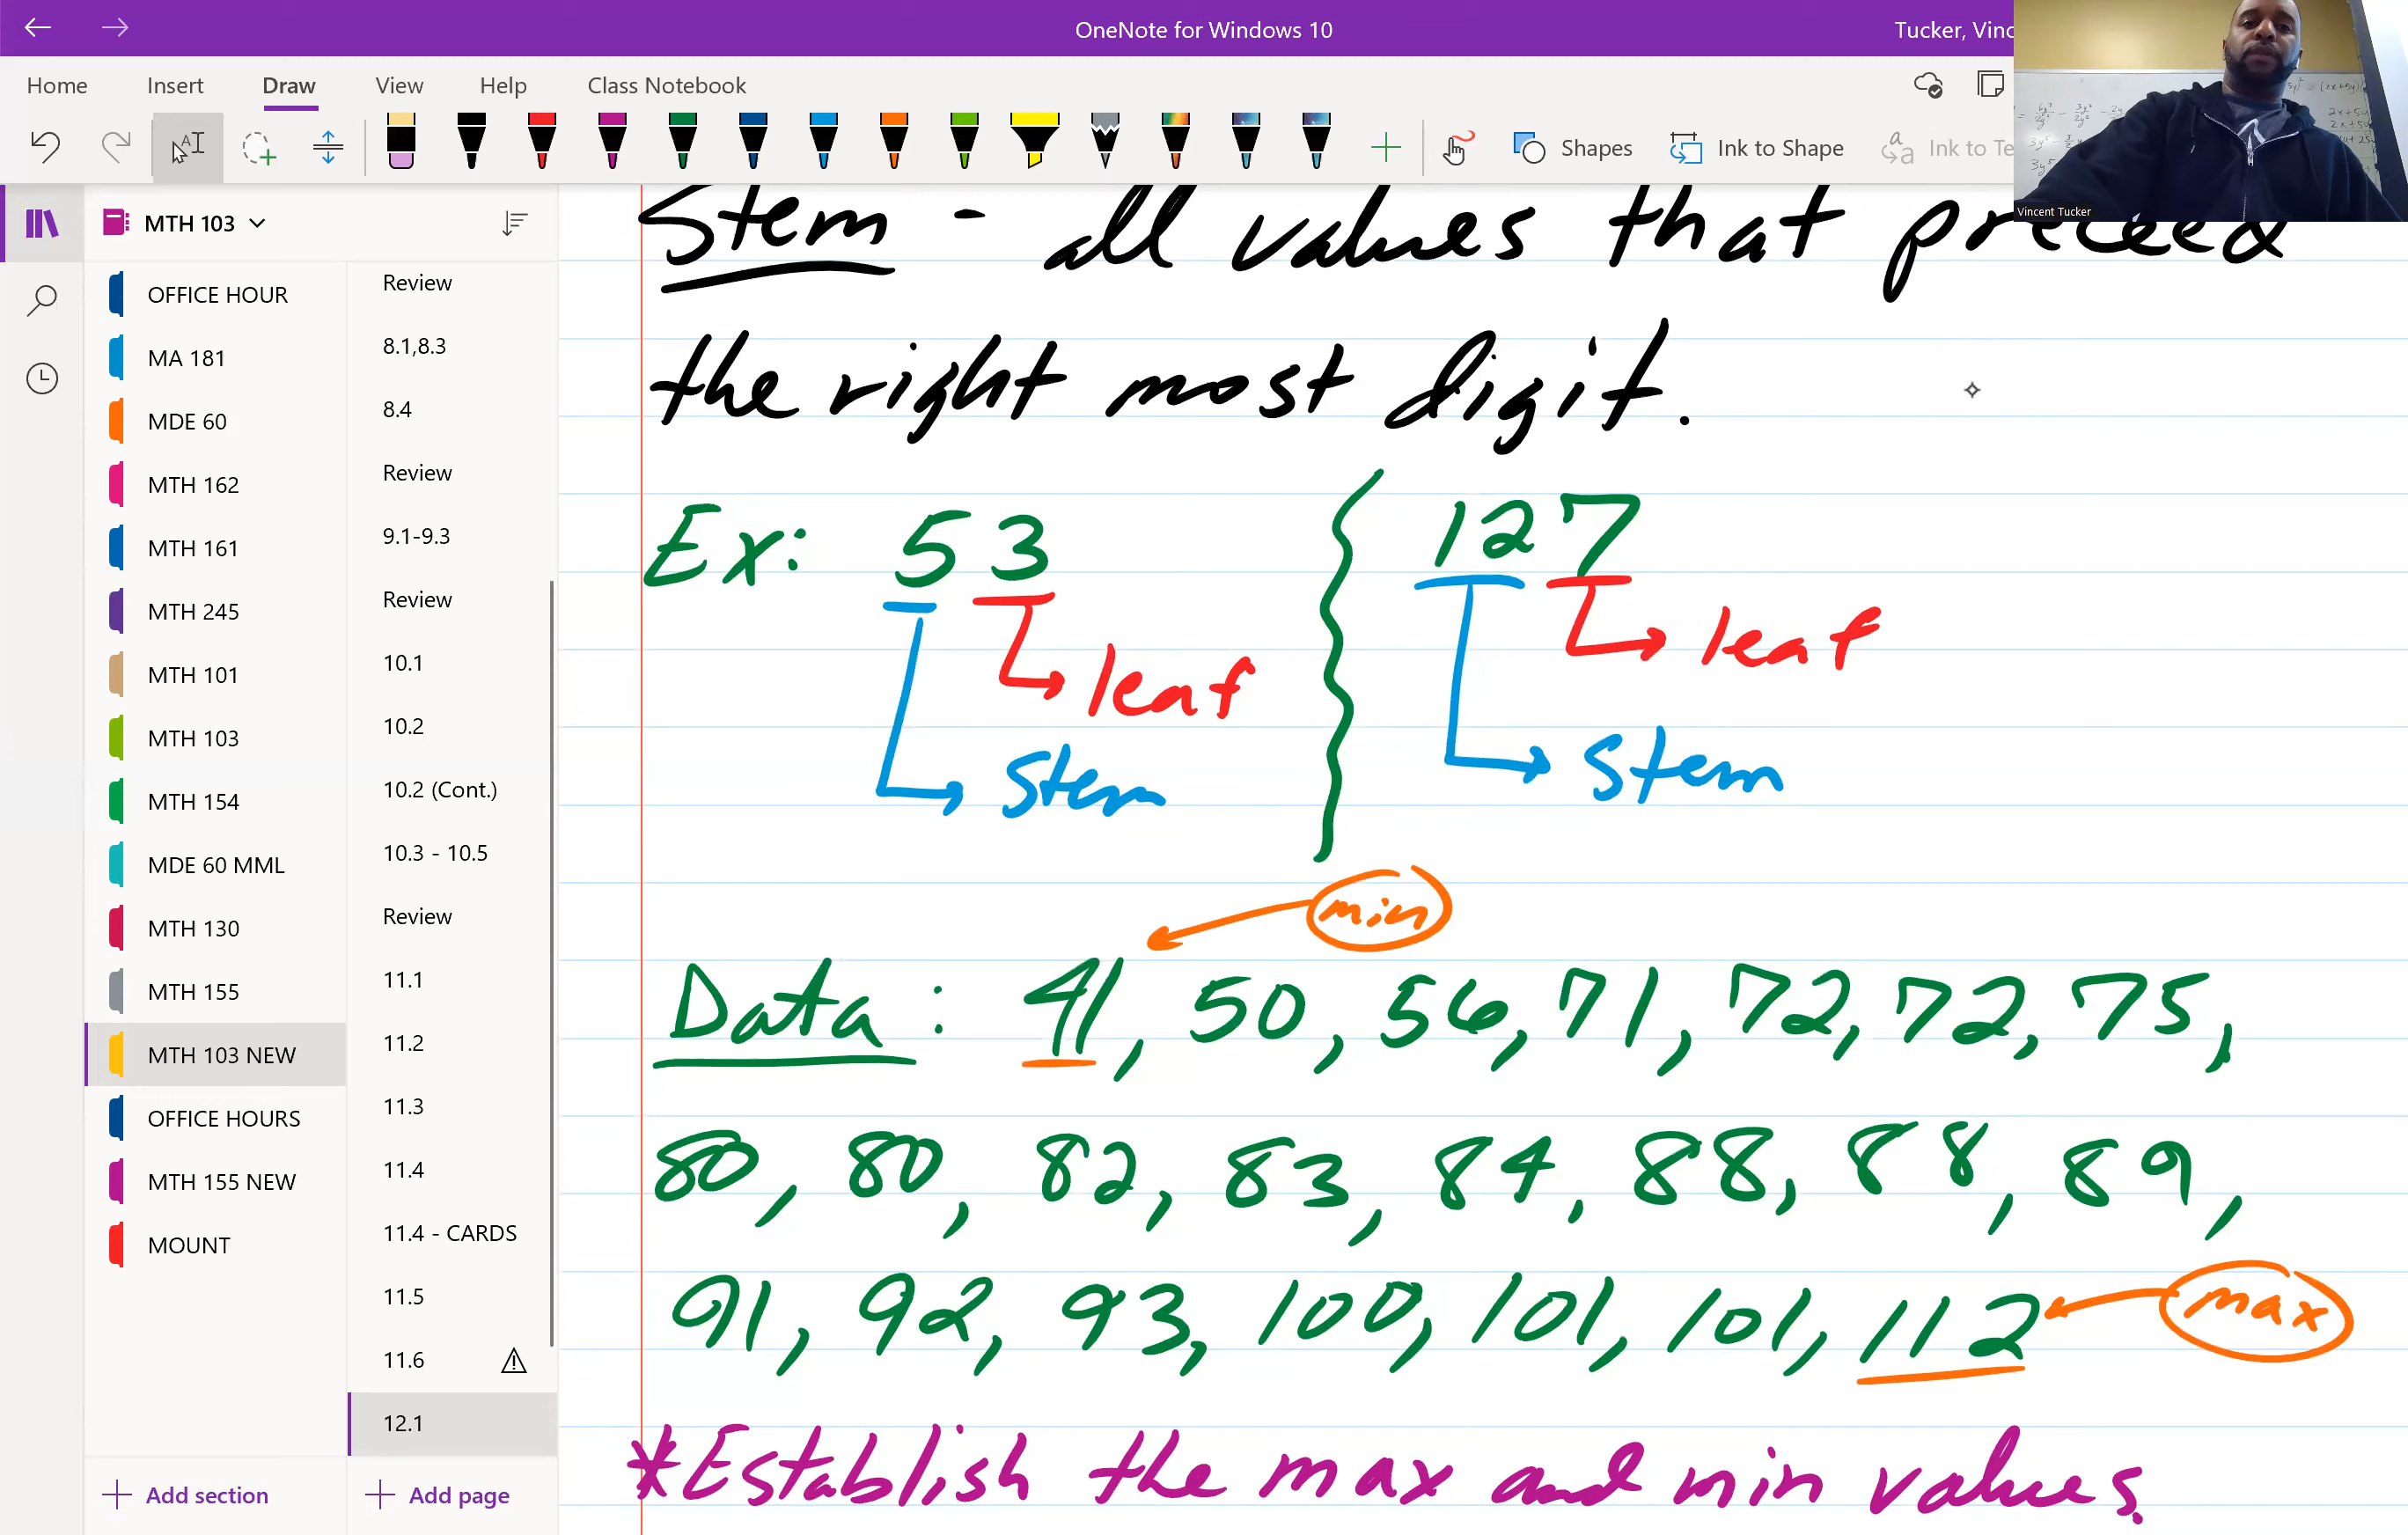 OneNote for Windows 10
Tucker, Vinc
Home Insert Draw View Help Class Notebook
Shapes Ink to Shape Ink to Te
Vincent Tucker
MTH 103
OFFICE HOUR
MA 181
MDE 60
MTH 162
MTH 161
MTH 245
MTH 101
MTH 103
MTH 154
MDE 60 MML
MTH 130
MTH 155
MTH 103 NEW
OFFICE HOURS
MTH 155 NEW
MOUNT
Add section
Review
8.1,8.3
8.4
Review
9.1-9.3
Review
10.1
10.2
10.2 (Cont.)
10.3 - 10.5
Review
11.1
11.2
11.3
11.4
11.4 - CARDS
11.5
11.6
12.1
Add page
Stem - all values that preceed
the right most digit.
Ex: 53 127
leaf leaf
stem stem
min
Data: 41, 50, 56, 71, 72, 72, 75,
80, 80, 82, 83, 84, 88, 88, 89,
91, 92, 93, 100, 101, 101, 112 max
*Establish the max and min values.